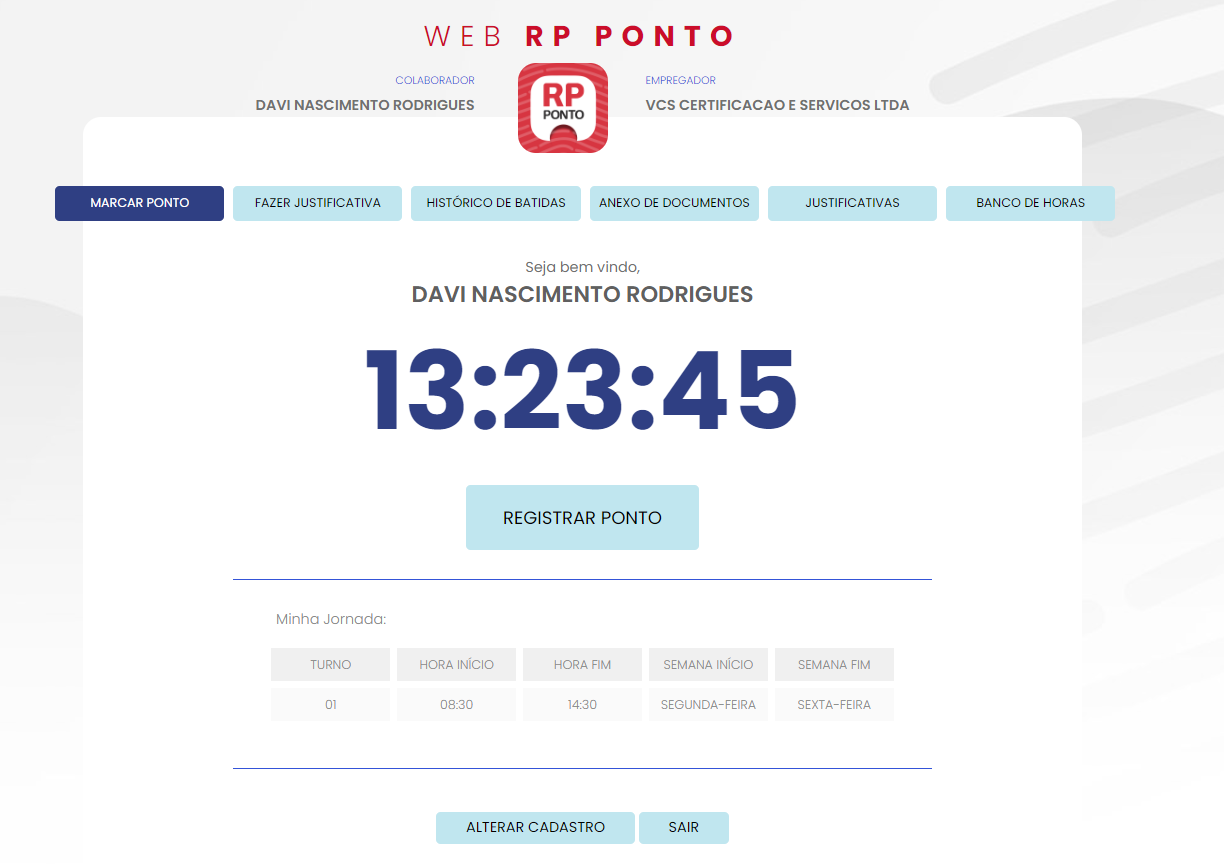 WEB RP PONTO
COLABORADOR
DAVI NASCIMENTO RODRIGUES
RP
PONTO
EMPREGADOR
VCS CERTIFICACAO E SERVICOS LTDA
MARCAR PONTO
FAZER JUSTIFICATIVA
HISTÓRICO DE BATIDAS
ANEXO DE DOCUMENTOS
JUSTIFICATIVAS
BANCO DE HORAS
Seja bem vindo,
DAVI NASCIMENTO RODRIGUES
13:23:45
REGISTRAR PONTO
Minha Jornada:
TURNO HORA INÍCIO HORA FIM SEMANA INÍCIO SEMANA FIM
01 08:30 14:30 SEGUNDA-FEIRA SEXTA-FEIRA
ALTERAR CADASTRO
SAIR